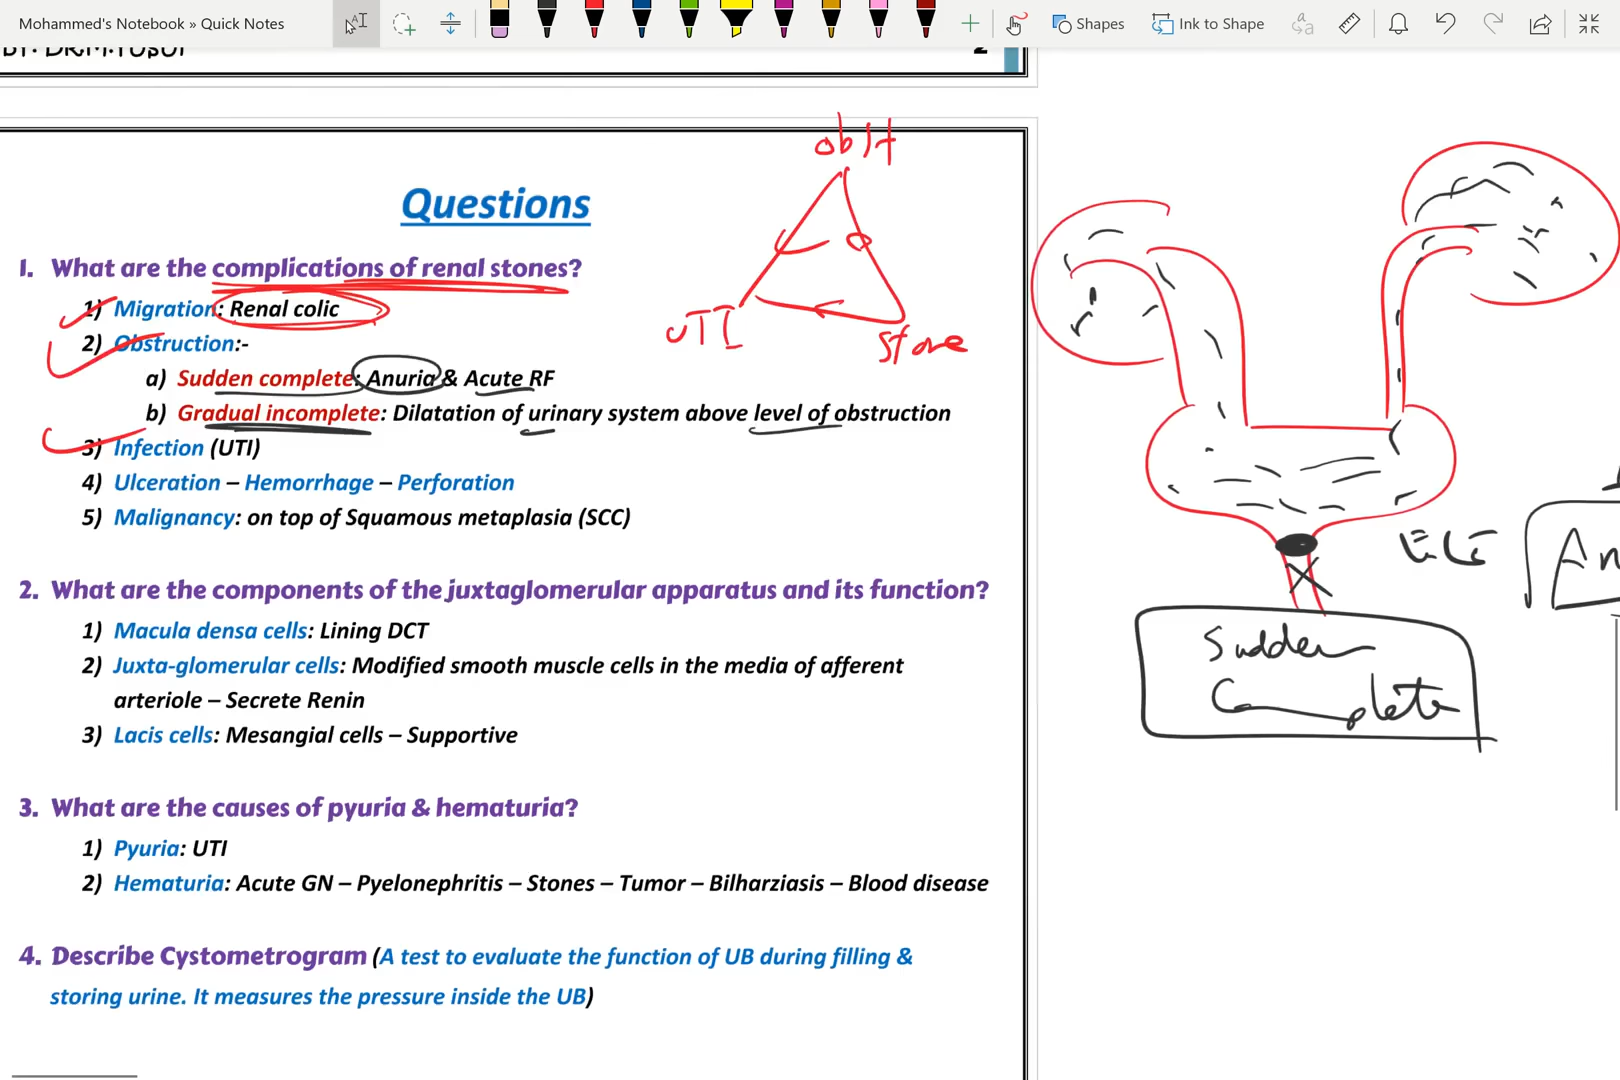 Mohammed's Notebook » Quick Notes
Shapes
Ink to Shape
BY: DR.M.YUSUF
2
Questions
1. What are the complications of renal stones?
1) Migration: Renal colic
2) Obstruction:-
a) Sudden complete: Anuria & Acute RF
b) Gradual incomplete: Dilatation of urinary system above level of obstruction
3) Infection (UTI)
4) Ulceration – Hemorrhage – Perforation
5) Malignancy: on top of Squamous metaplasia (SCC)
2. What are the components of the juxtaglomerular apparatus and its function?
1) Macula densa cells: Lining DCT
2) Juxta-glomerular cells: Modified smooth muscle cells in the media of afferent
arteriole – Secrete Renin
3) Lacis cells: Mesangial cells – Supportive
3. What are the causes of pyuria & hematuria?
1) Pyuria: UTI
2) Hematuria: Acute GN – Pyelonephritis – Stones – Tumor – Bilharziasis – Blood disease
4. Describe Cystometrogram (A test to evaluate the function of UB during filling &
storing urine. It measures the pressure inside the UB)
obst
UTI
Stone
An
Sudden
Complete